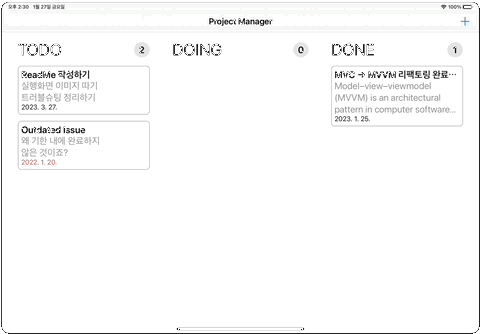 오후 2:30 1월 27일 금요일
100%
Project Manager
+
TODO 2
ReadMe 작성하기
실행화면 이미지 따기
트러블슈팅 정리하기
2023. 3. 27.
Outdated issue
왜 기한 내에 완료하지
않은 것이죠?
2022. 1. 20.
DOING 0
DONE 1
MVC → MVVM 리팩토링 완료…
Model-view-viewmodel
(MVVM) is an architectural
pattern in computer software…
2023. 1. 25.